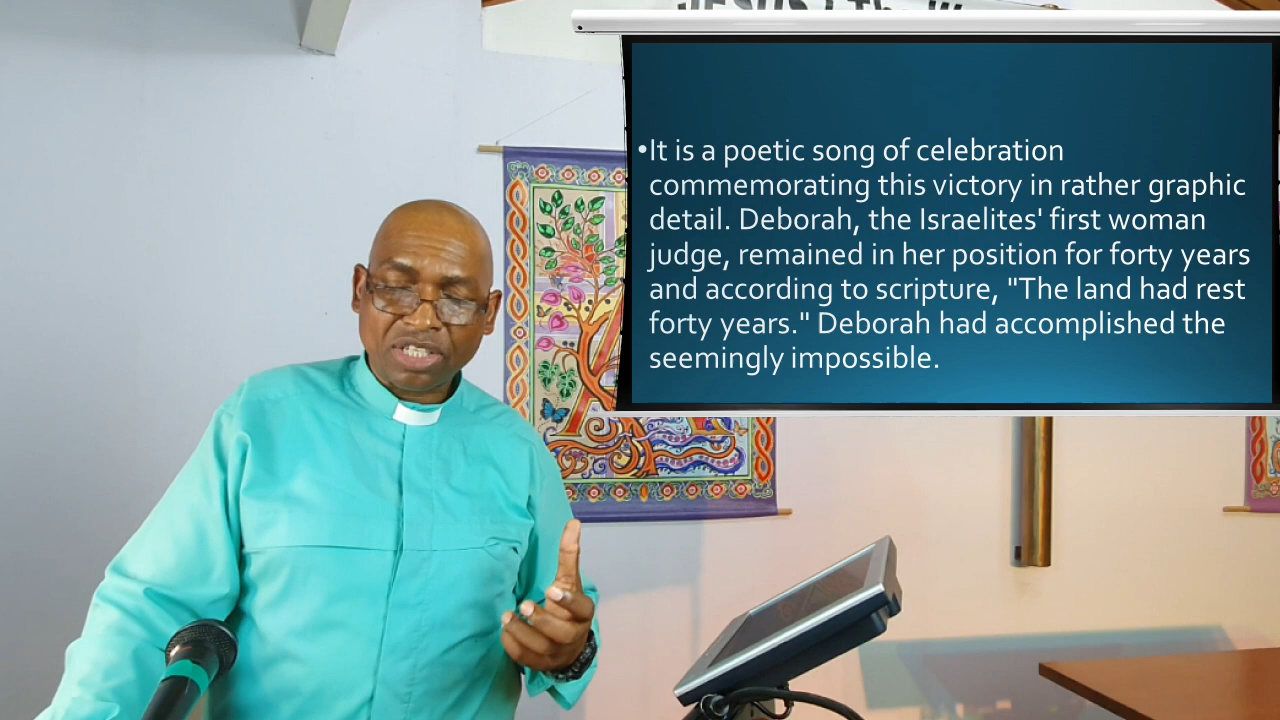 JESUS
•It is a poetic song of celebration
commemorating this victory in rather graphic
detail. Deborah, the Israelites' first woman
judge, remained in her position for forty years
and according to scripture, "The land had rest
forty years." Deborah had accomplished the
seemingly impossible.